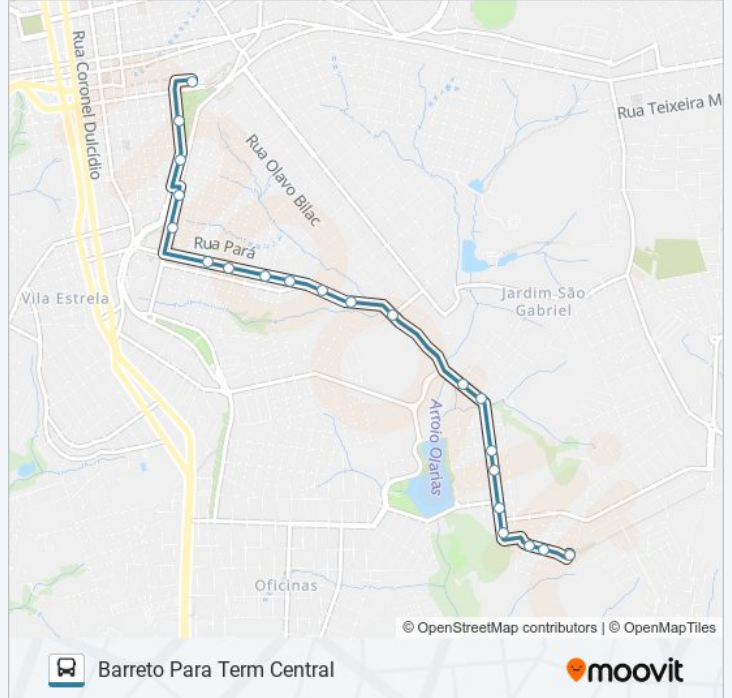 Rua Coronel Dulcídio
Rua Teixeira M
Rua Olavo Bilac
Rua Pará
Vila Estrela
Jardim São
Gabriel
Arroio Olarias
Oficinas
© OpenStreetMap contributors | © OpenMapTiles
Barreto Para Term Central
moovit